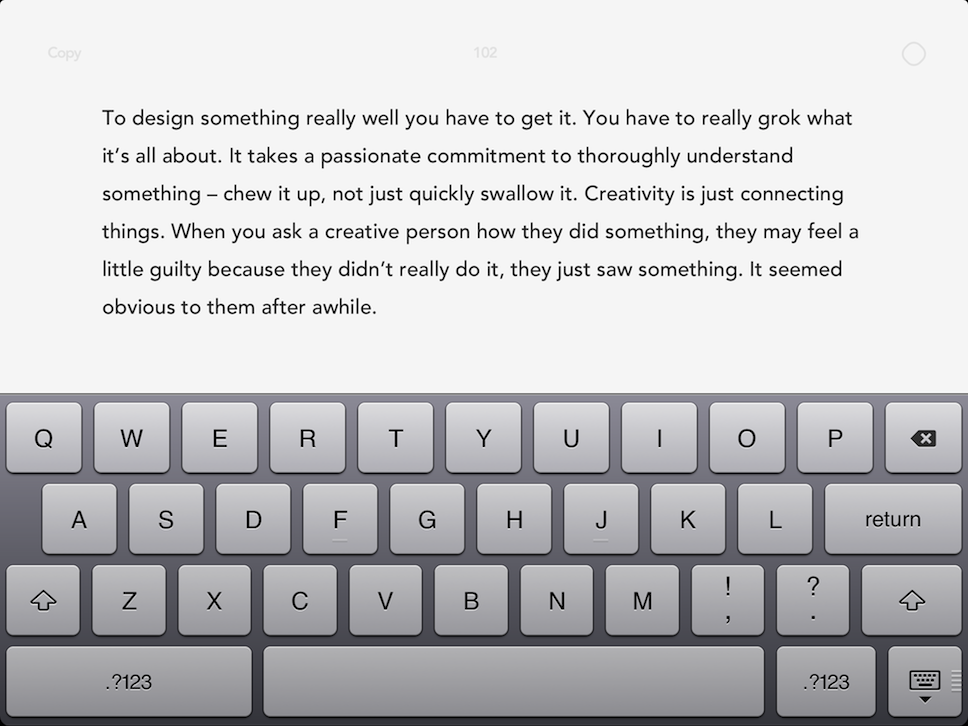 Copy 102
To design something really well you have to get it. You have to really grok what
it’s all about. It takes a passionate commitment to thoroughly understand
something – chew it up, not just quickly swallow it. Creativity is just connecting
things. When you ask a creative person how they did something, they may feel a
little guilty because they didn’t really do it, they just saw something. It seemed
obvious to them after awhile.
Q W E R T Y U I O P
A S D F G H J K L return
Z X C V B N M ! , ? .
.?123 .?123